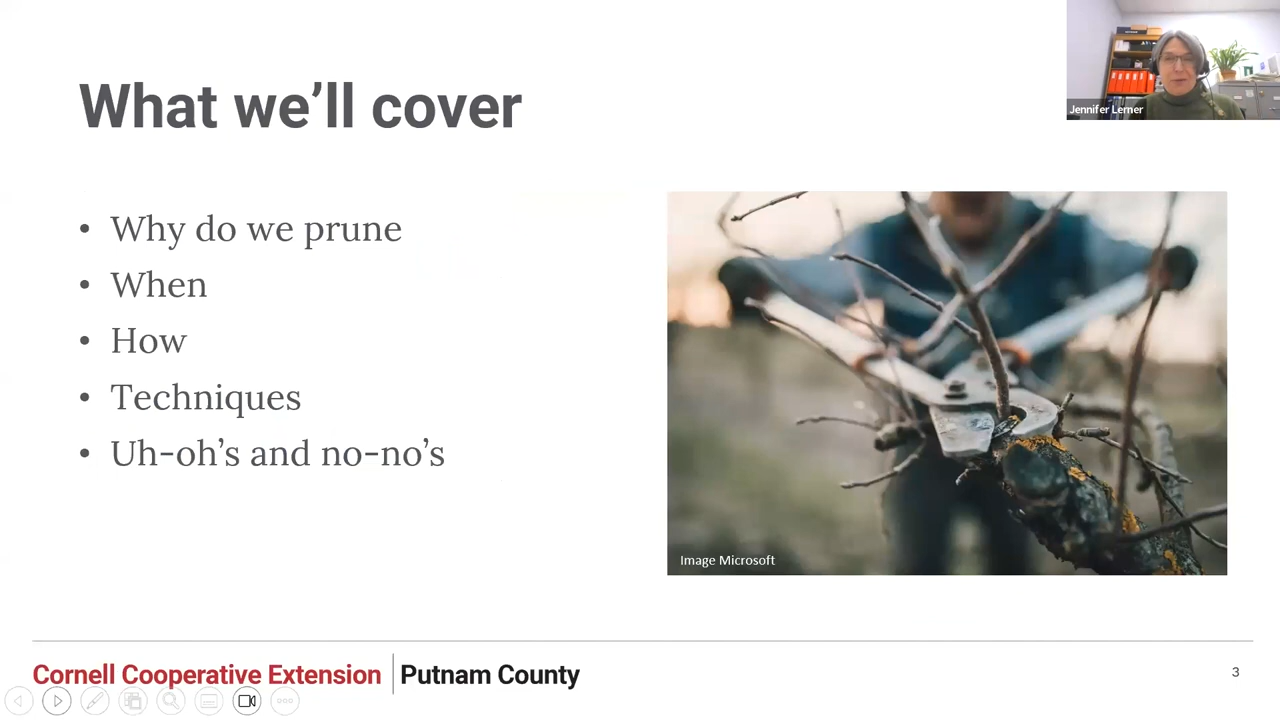 What we’ll cover
Jennifer Lerner
• Why do we prune
• When
• How
• Techniques
• Uh-oh’s and no-no’s
Image Microsoft
Cornell Cooperative Extension | Putnam County
3